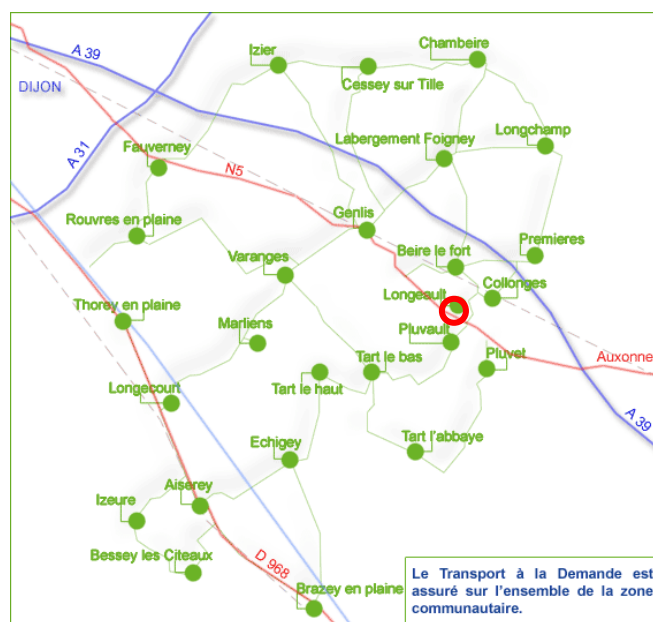 Chambeire
Izier
A 39
Cessey sur Tille
DIJON
Longchamp
Labergement Foigney
A 31
Fauverney
N5
Genlis
Rouvres en plaine
Premieres
Beire le fort
Varanges
Collonges
Longeault
Thorey en plaine
Marliens
Pluvault
Pluvet
Auxonne
Tart le bas
Tart le haut
Longecourt
A 39
Tart l'abbaye
Echigey
Aiserey
Izeure
Bessey les Citeaux
D 968
Brazey en plaine
Le Transport à la Demande est
assuré sur l'ensemble de la zone
communautaire.